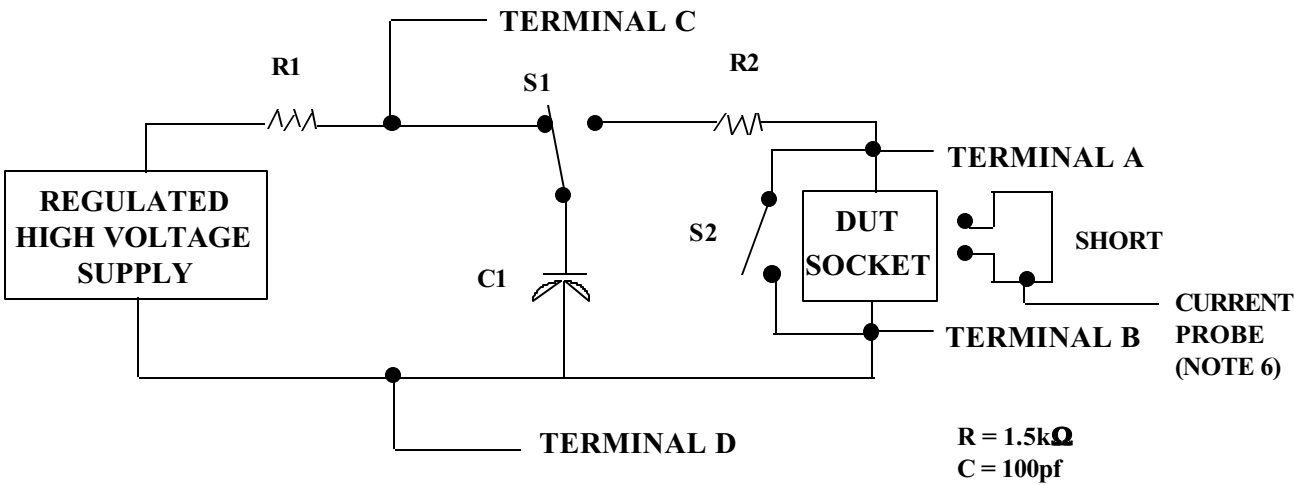 TERMINAL C
R1
S1
R2
TERMINAL A
REGULATED
HIGH VOLTAGE
SUPPLY
S2
DUT
SOCKET
SHORT
C1
CURRENT
PROBE
(NOTE 6)
TERMINAL B
TERMINAL D
R = 1.5kΩ
C = 100pf